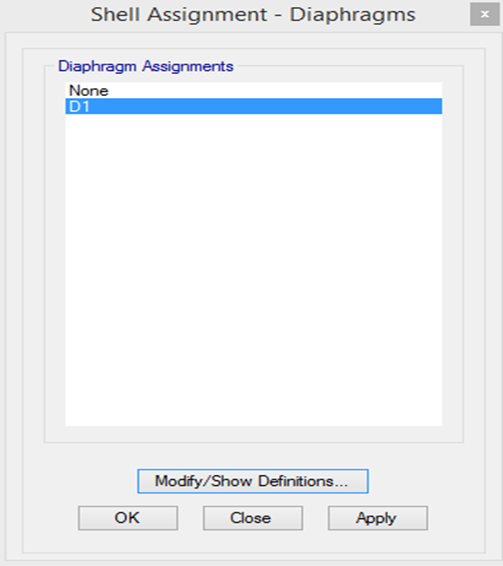 Shell Assignment - Diaphragms
Diaphragm Assignments
None
D1
Modify/Show Definitions...
OK Close Apply